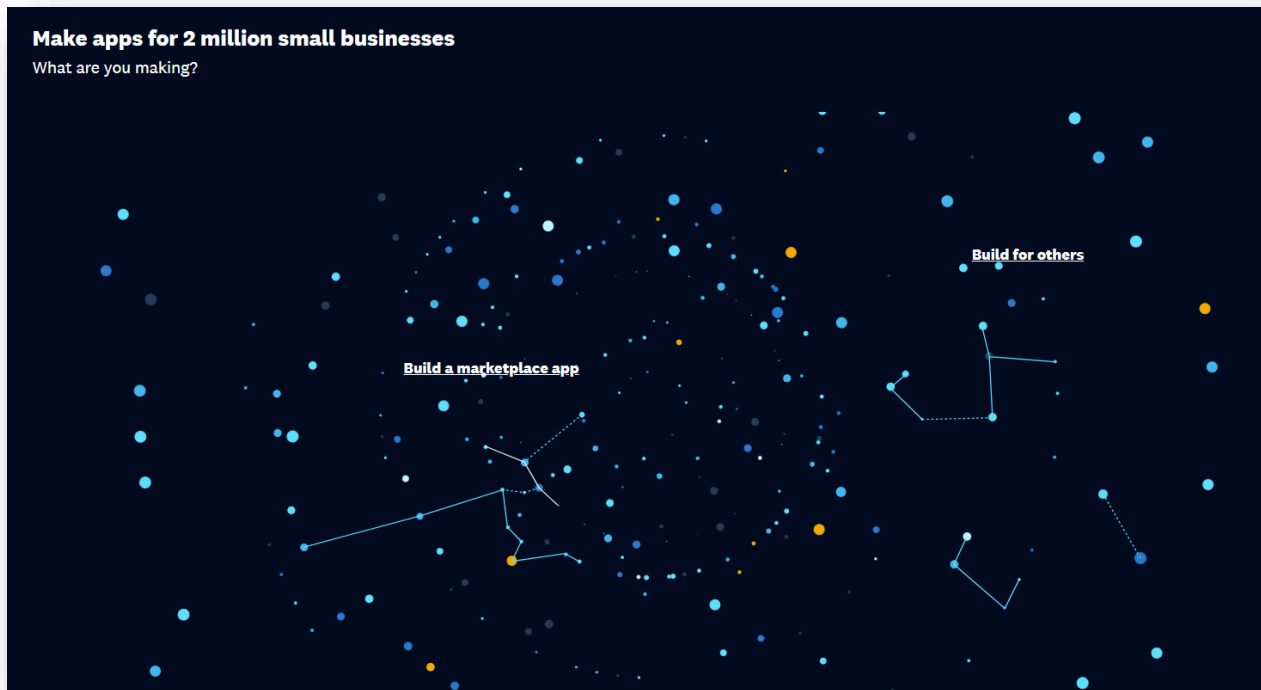 Make apps for 2 million small businesses
What are you making?
Build for others
Build a marketplace app